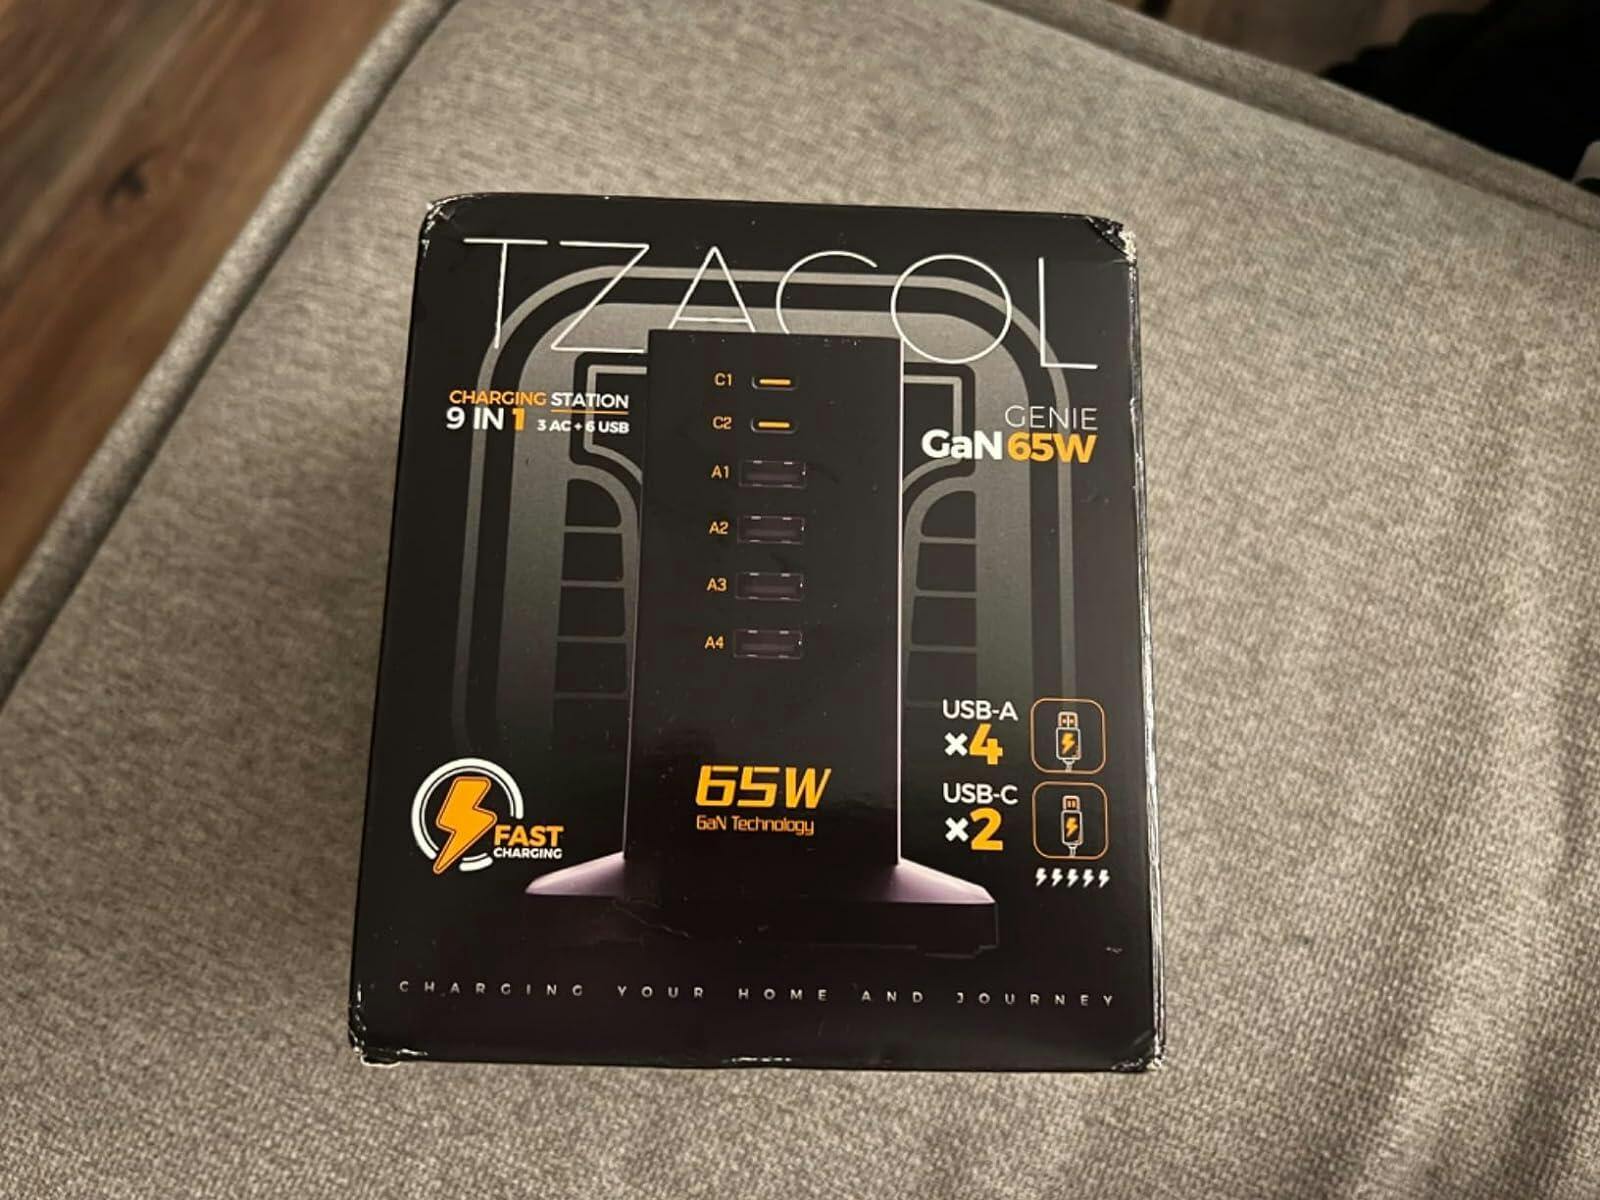 TZACOL
CHARGING STATION
9 IN 1 3 AC + 6 USB
GENIE
GaN 65W
C1
C2
A1
A2
A3
A4
USB-A
×4
USB-C
×2
65W
GaN Technology
FAST
CHARGING
CHARGING YOUR HOME AND JOURNEY